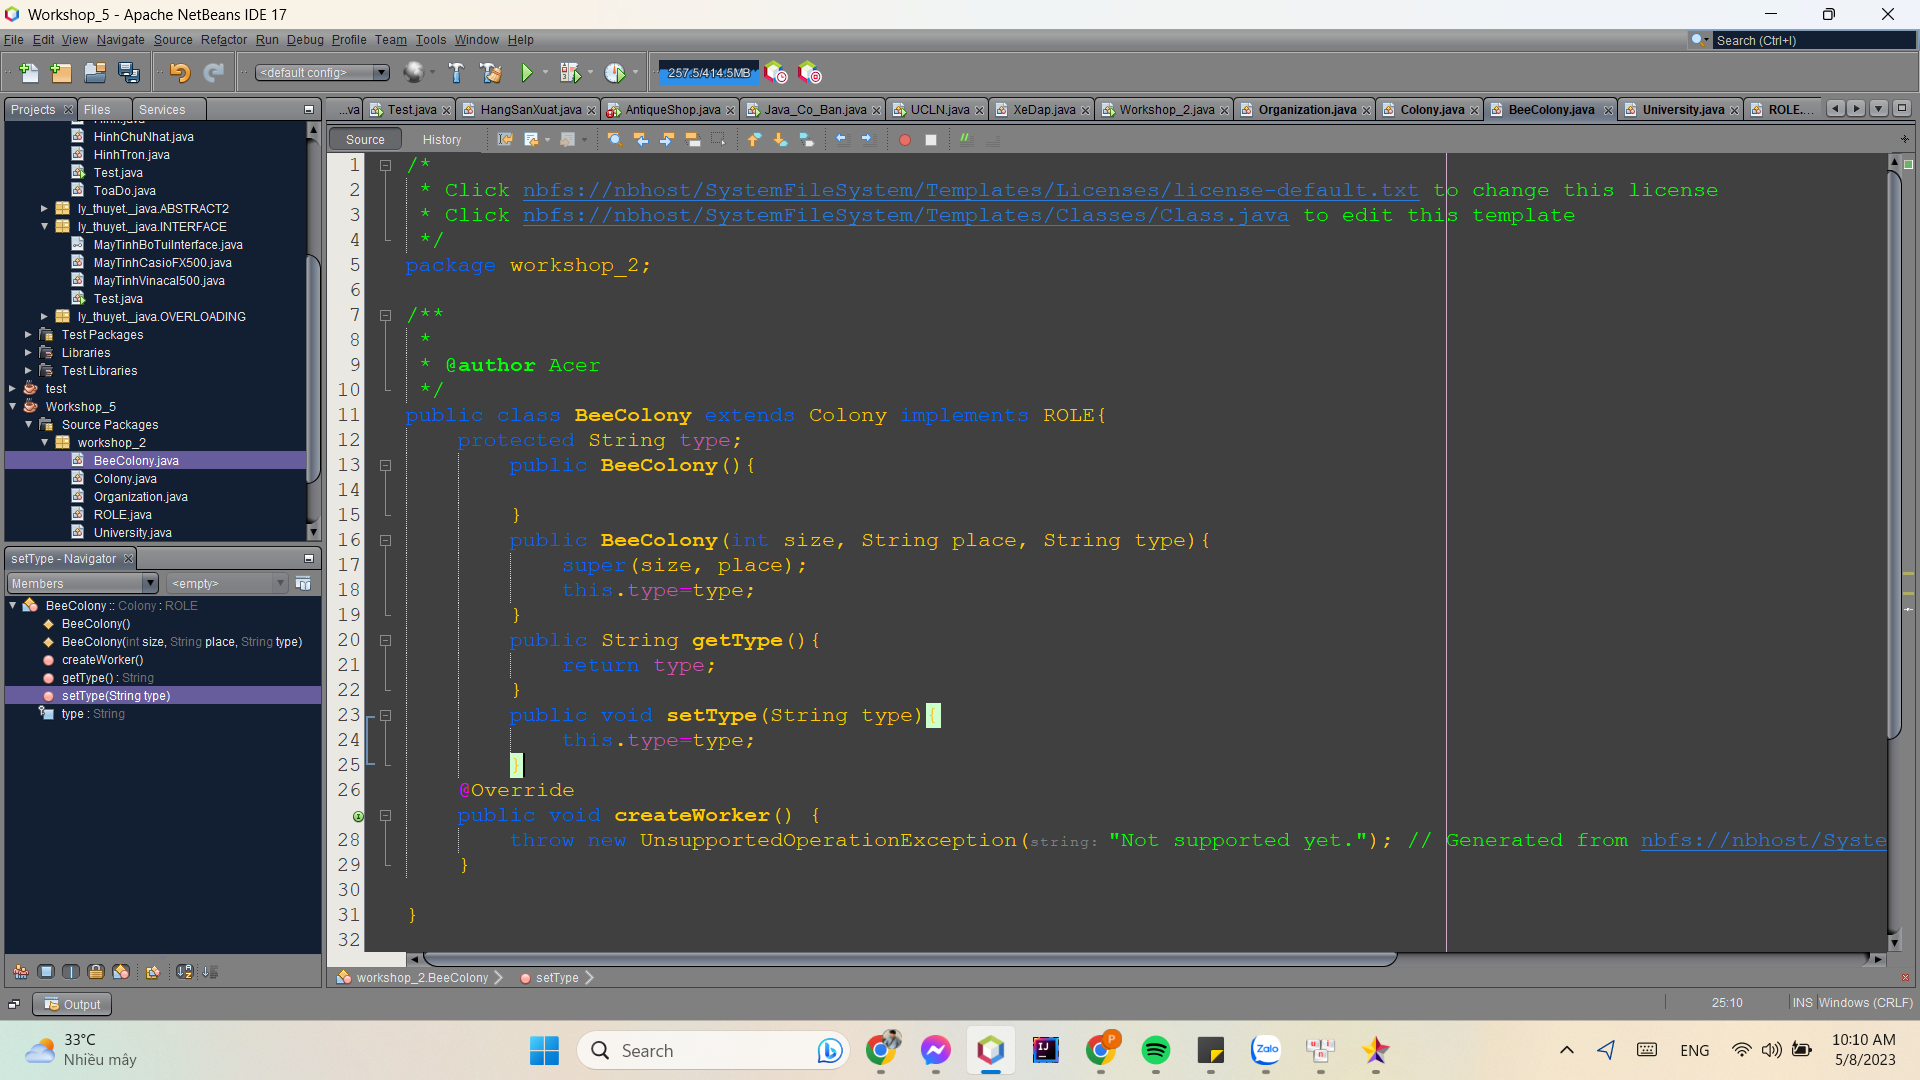 Workshop_5 - Apache NetBeans IDE 17
File Edit View Navigate Source Refactor Run Debug Profile Team Tools Window Help
Search (Ctrl+I)
<default config>
257.5/414.5MB
Projects Files Services
...va Test.java HangSanXuat.java AntiqueShop.java Java_Co_Ban.java UCLN.java XeDap.java Workshop_2.java Organization.java Colony.java BeeColony.java University.java ROLE....
Source History
HinhChuNhat.java
HinhTron.java
Test.java
ToaDo.java
ly_thuyet._java.ABSTRACT2
ly_thuyet._java.INTERFACE
MayTinhBoTuiInterface.java
MayTinhCasioFX500.java
MayTinhVinacal500.java
Test.java
ly_thuyet._java.OVERLOADING
Test Packages
Libraries
Test Libraries
test
Workshop_5
Source Packages
workshop_2
BeeColony.java
Colony.java
Organization.java
ROLE.java
University.java
setType - Navigator
Members <empty>
BeeColony :: Colony : ROLE
BeeColony()
BeeColony(int size, String place, String type)
createWorker()
getType() : String
setType(String type)
type : String
1 /*
2 * Click nbfs://nbhost/SystemFileSystem/Templates/Licenses/license-default.txt to change this license
3 * Click nbfs://nbhost/SystemFileSystem/Templates/Classes/Class.java to edit this template
4 */
5 package workshop_2;
6
7 /**
8 *
9 * @author Acer
10 */
11 public class BeeColony extends Colony implements ROLE{
12 protected String type;
13 public BeeColony(){
14
15 }
16 public BeeColony(int size, String place, String type){
17 super(size, place);
18 this.type=type;
19 }
20 public String getType(){
21 return type;
22 }
23 public void setType(String type){
24 this.type=type;
25 }
26 @Override
public void createWorker() {
28 throw new UnsupportedOperationException(string: "Not supported yet."); // Generated from nbfs://nbhost/Syste
29 }
30
31 }
32
workshop_2.BeeColony setType
Output
25:10 INS Windows (CRLF)
33°C
Nhiều mây
Search
Zalo
ENG
10:10 AM
5/8/2023